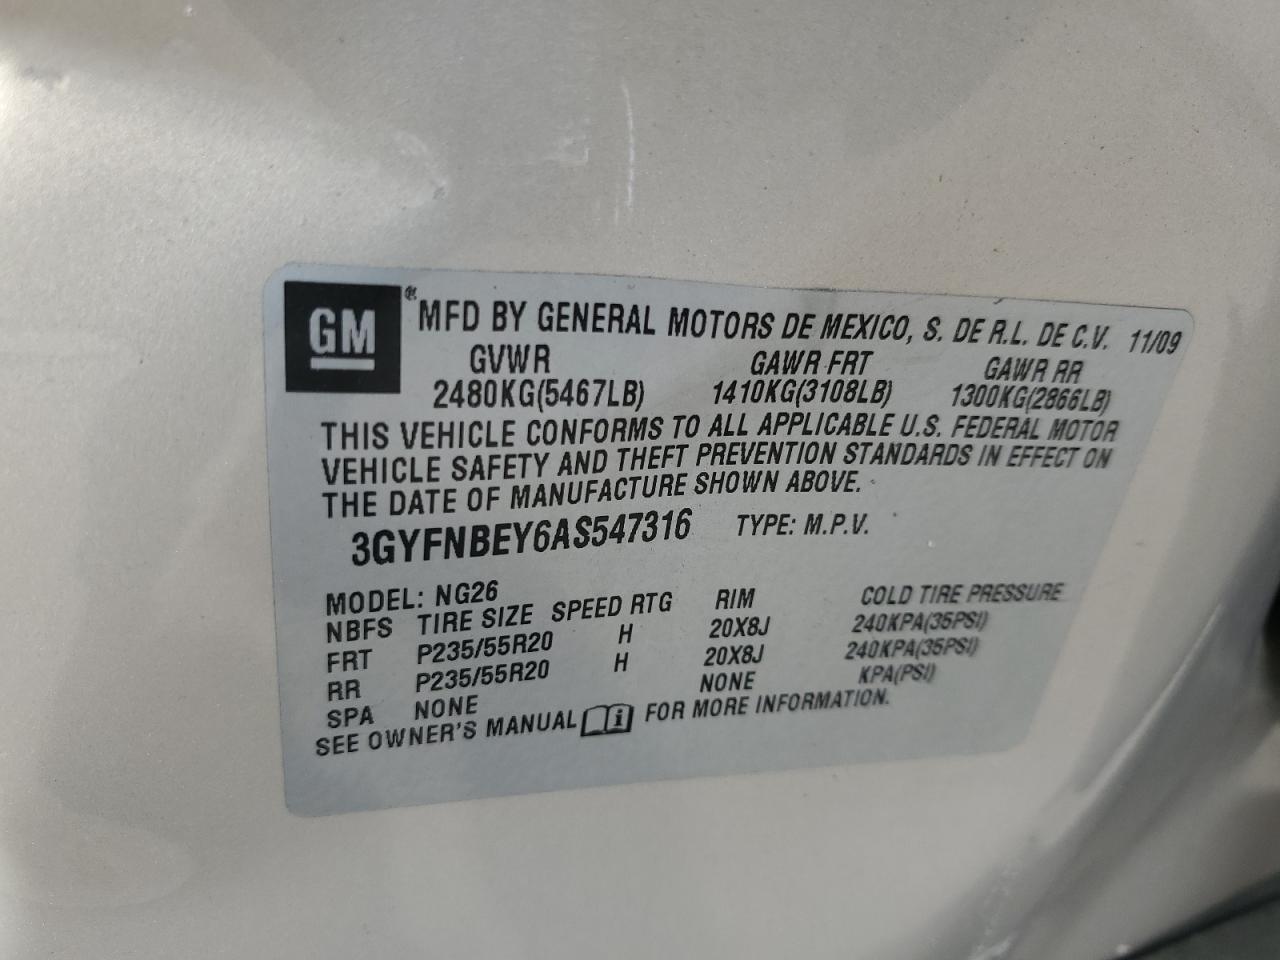 GM ® MFD BY GENERAL MOTORS DE MEXICO, S. DE R.L. DE C.V. 11/09
GVWR GAWR FRT GAWR RR
2480KG(5467LB) 1410KG(3108LB) 1300KG(2866LB)
THIS VEHICLE CONFORMS TO ALL APPLICABLE U.S. FEDERAL MOTOR
VEHICLE SAFETY AND THEFT PREVENTION STANDARDS IN EFFECT ON
THE DATE OF MANUFACTURE SHOWN ABOVE.
3GYFNBEY6AS547316 TYPE: M.P.V.
MODEL: NG26
NBFS TIRE SIZE SPEED RTG RIM COLD TIRE PRESSURE
FRT P235/55R20 H 20X8J 240KPA(35PSI)
RR P235/55R20 H 20X8J 240KPA(35PSI)
SPA NONE NONE KPA(PSI)
SEE OWNER'S MANUAL FOR MORE INFORMATION.